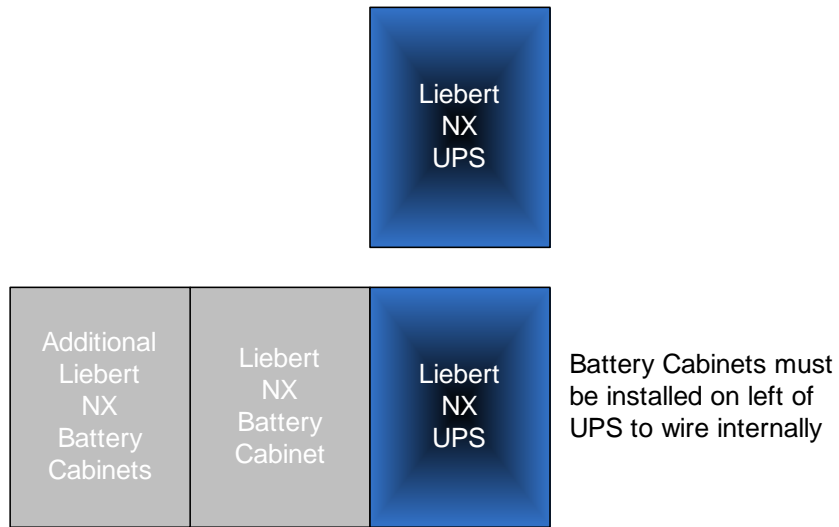 Liebert
NX
UPS
Additional
Liebert
NX
Battery
Cabinets
Liebert
NX
Battery
Cabinet
Liebert
NX
UPS
Battery Cabinets must
be installed on left of
UPS to wire internally